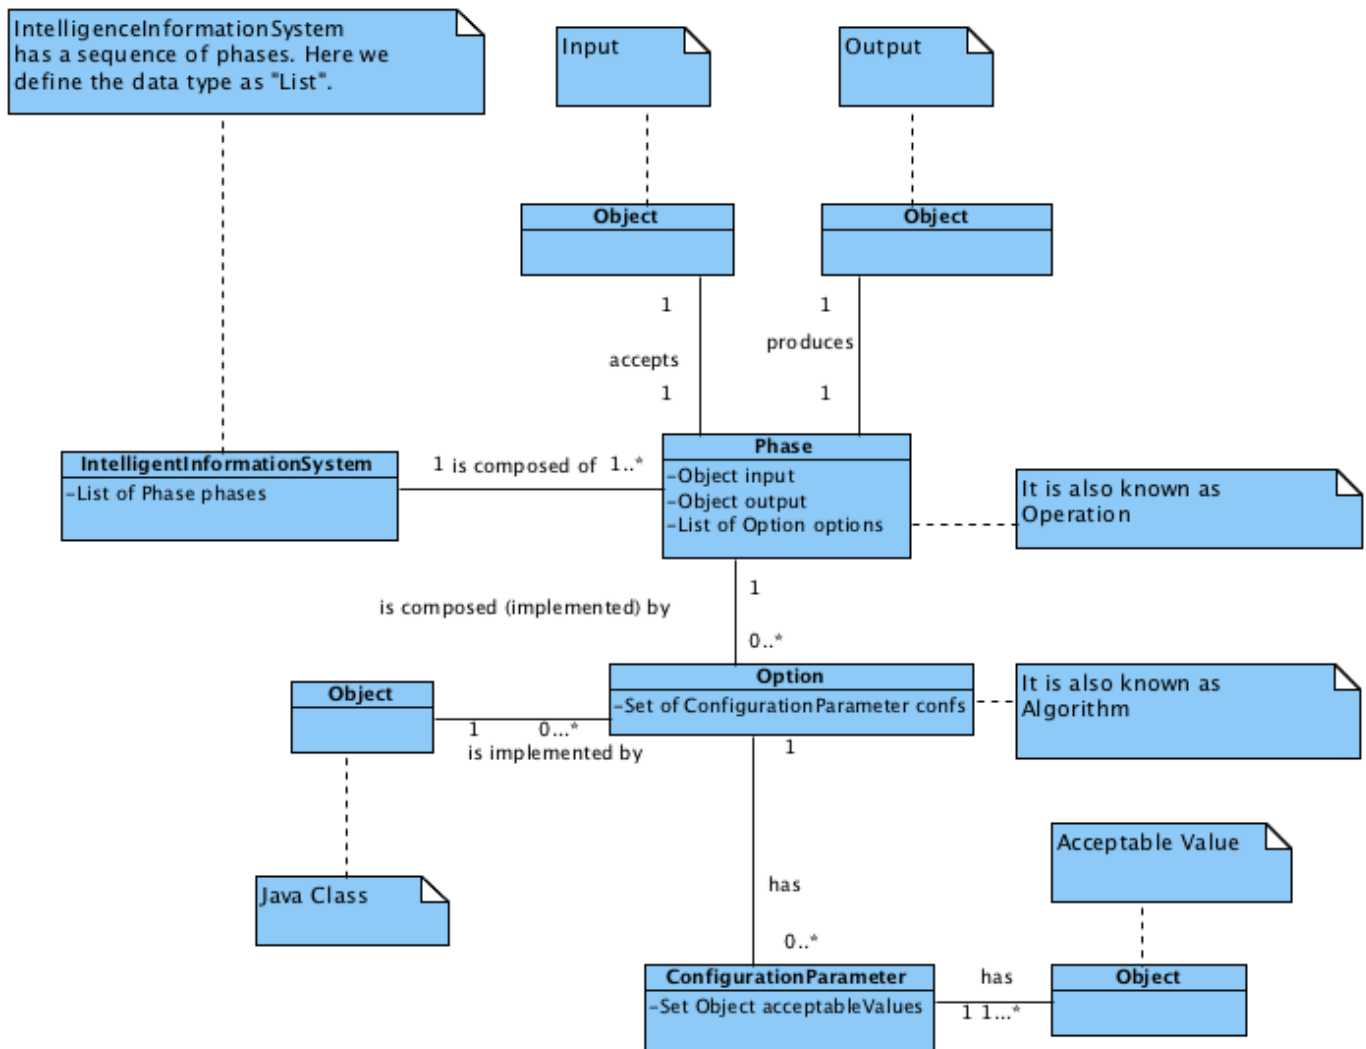 IntelligenceInformationSystem
has a sequence of phases. Here we
define the data type as "List".
Input
Output
Object
Object
1
1
accepts
produces
1
1
IntelligentInformationSystem
-List of Phase phases
1 is composed of 1..*
Phase
-Object input
-Object output
-List of Option options
It is also known as
Operation
1
is composed (implemented) by
0..*
Object
1 0...*
is implemented by
Option
-Set of ConfigurationParameter confs
It is also known as
Algorithm
1
Java Class
has
0..*
Acceptable Value
ConfigurationParameter
-Set Object acceptableValues
has
1 1...*
Object